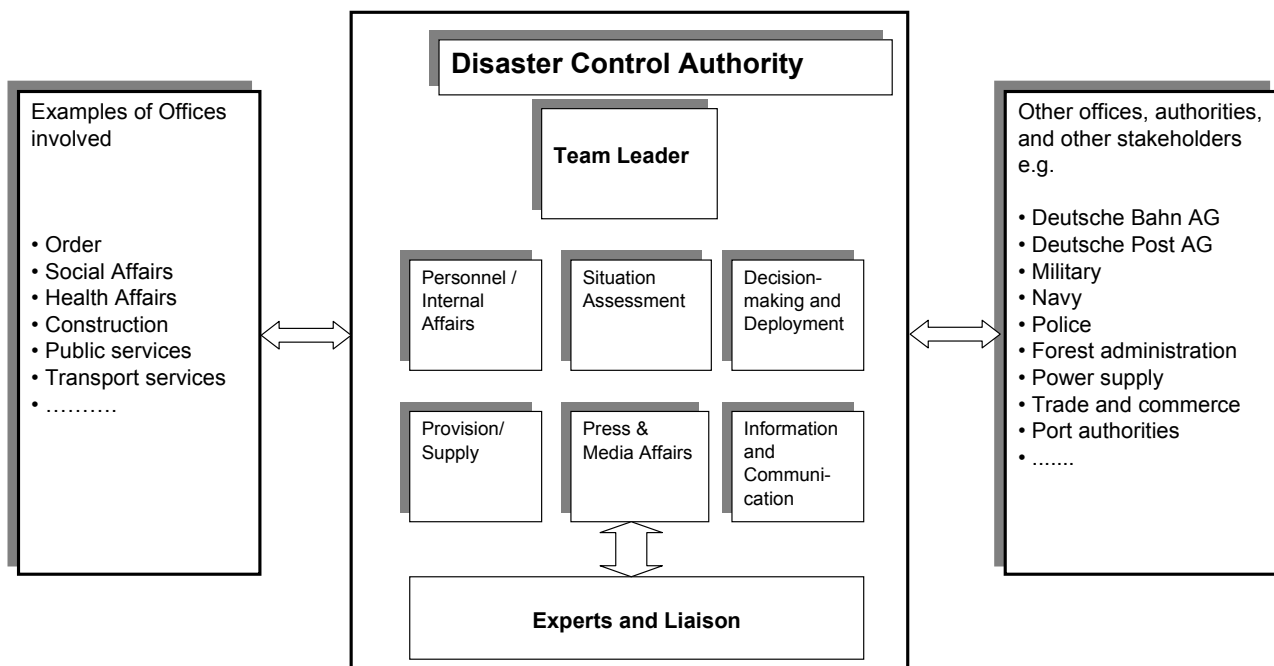 Examples of Offices
involved
• Order
• Social Affairs
• Health Affairs
• Construction
• Public services
• Transport services
• ……….
Disaster Control Authority
Team Leader
Personnel /
Internal
Affairs
Situation
Assessment
Decision-
making and
Deployment
Provision/
Supply
Press &
Media Affairs
Information
and
Communi-
cation
Experts and Liaison
Other offices, authorities,
and other stakeholders
e.g.
• Deutsche Bahn AG
• Deutsche Post AG
• Military
• Navy
• Police
• Forest administration
• Power supply
• Trade and commerce
• Port authorities
• .......